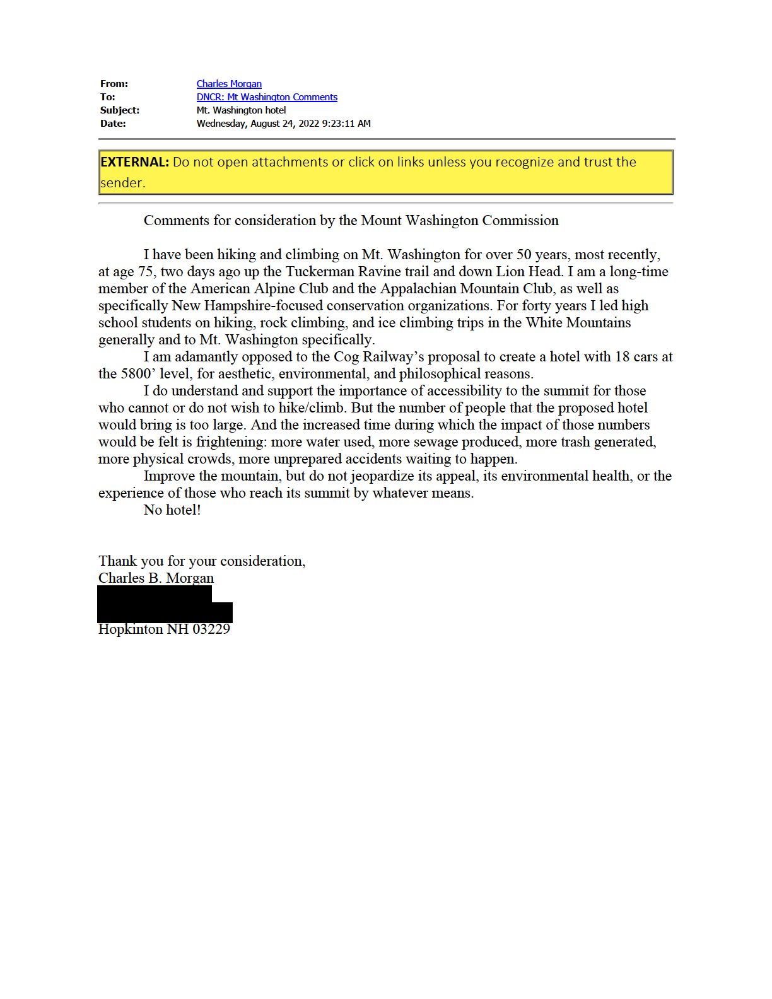 From: Charles Morgan
To: DNCR: Mt Washington Comments
Subject: Mt. Washington hotel
Date: Wednesday, August 24, 2022 9:23:11 AM
EXTERNAL: Do not open attachments or click on links unless you recognize and trust the
sender.
Comments for consideration by the Mount Washington Commission
I have been hiking and climbing on Mt. Washington for over 50 years, most recently,
at age 75, two days ago up the Tuckerman Ravine trail and down Lion Head. I am a long-time
member of the American Alpine Club and the Appalachian Mountain Club, as well as
specifically New Hampshire-focused conservation organizations. For forty years I led high
school students on hiking, rock climbing, and ice climbing trips in the White Mountains
generally and to Mt. Washington specifically.
I am adamantly opposed to the Cog Railway’s proposal to create a hotel with 18 cars at
the 5800’ level, for aesthetic, environmental, and philosophical reasons.
I do understand and support the importance of accessibility to the summit for those
who cannot or do not wish to hike/climb. But the number of people that the proposed hotel
would bring is too large. And the increased time during which the impact of those numbers
would be felt is frightening: more water used, more sewage produced, more trash generated,
more physical crowds, more unprepared accidents waiting to happen.
Improve the mountain, but do not jeopardize its appeal, its environmental health, or the
experience of those who reach its summit by whatever means.
No hotel!
Thank you for your consideration,
Charles B. Morgan
Hopkinton NH 03229